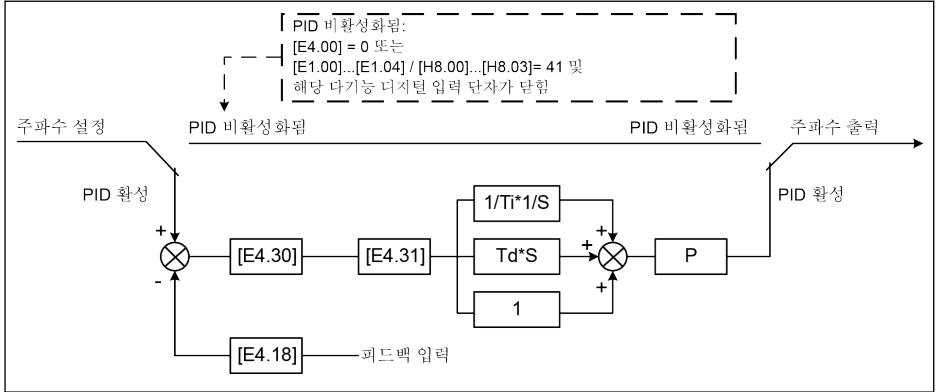 PID 비활성화됨:
[E4.00] = 0 또는
[E1.00]...[E1.04] / [H8.00]...[H8.03]= 41 및
해당 다기능 디지털 입력 단자가 닫힘
주파수 설정
PID 비활성화됨
PID 비활성화됨
주파수 출력
PID 활성
PID 활성
1/Ti*1/S
+
+
[E4.30]
[E4.31]
Td*S
+
P
-
+
1
[E4.18]
피드백 입력